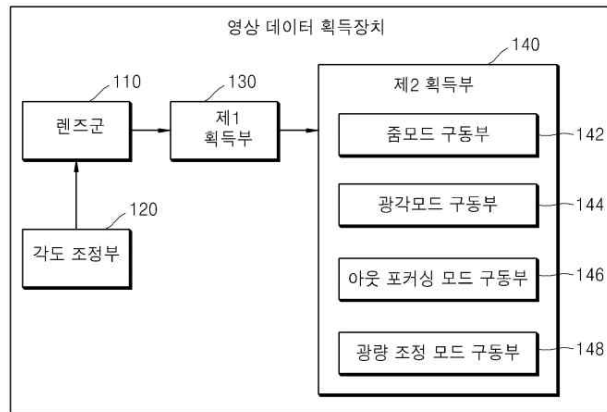 영상 데이터 획득장치
110
렌즈군
120
각도 조정부
130
제1
획득부
140
제2 획득부
줌모드 구동부
142
광각모드 구동부
144
아웃 포커싱 모드 구동부
146
광량 조정 모드 구동부
148